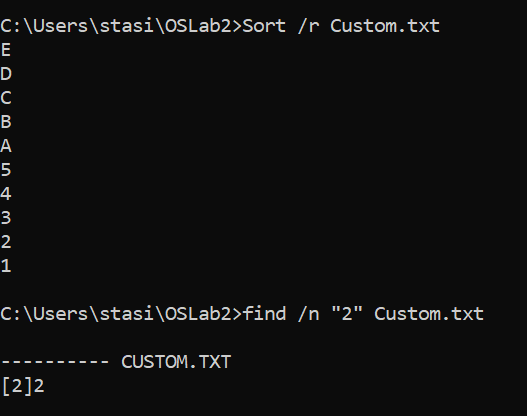 C:\Users\stasi\OSLab2>Sort /r Custom.txt
E
D
C
B
A
5
4
3
2
1
C:\Users\stasi\OSLab2>find /n "2" Custom.txt
---------- CUSTOM.TXT
[2]2